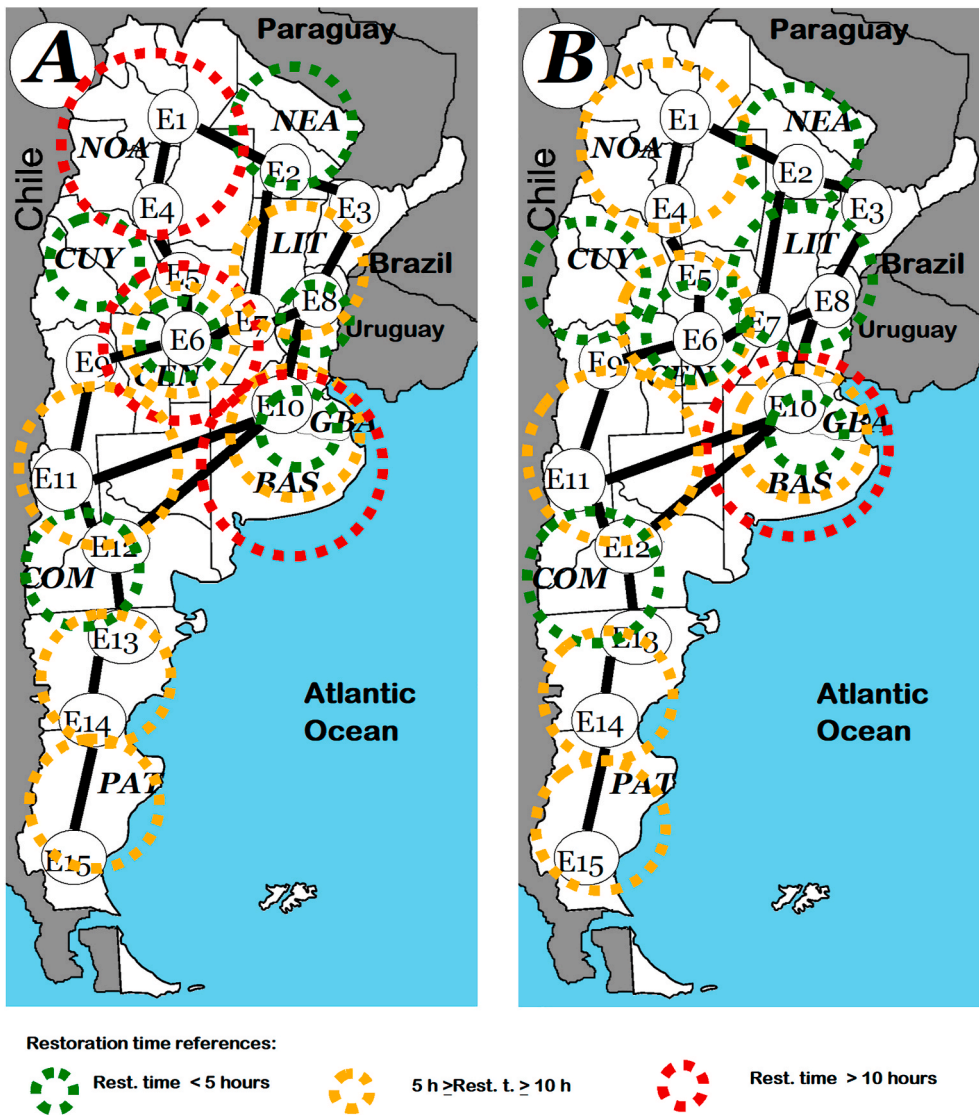 A
Paraguay
E1
NEA
NOA
E2
Chile
E4
E3
LIT
CUY
E5
Brazil
E8
E6
E7
Uruguay
E9
CEN
E10
GBA
E11
BAS
E12
COM
E13
Atlantic
Ocean
E14
PAT
E15
B
Paraguay
E1
NEA
NOA
E2
Chile
E4
E3
LIT
CUY
E5
Brazil
E8
E6
E7
Uruguay
E9
CEN
E10
GBA
E11
BAS
E12
COM
E13
Atlantic
Ocean
E14
PAT
E15
Restoration time references:
Rest. time < 5 hours
5 h ≥Rest. t. ≥ 10 h
Rest. time > 10 hours